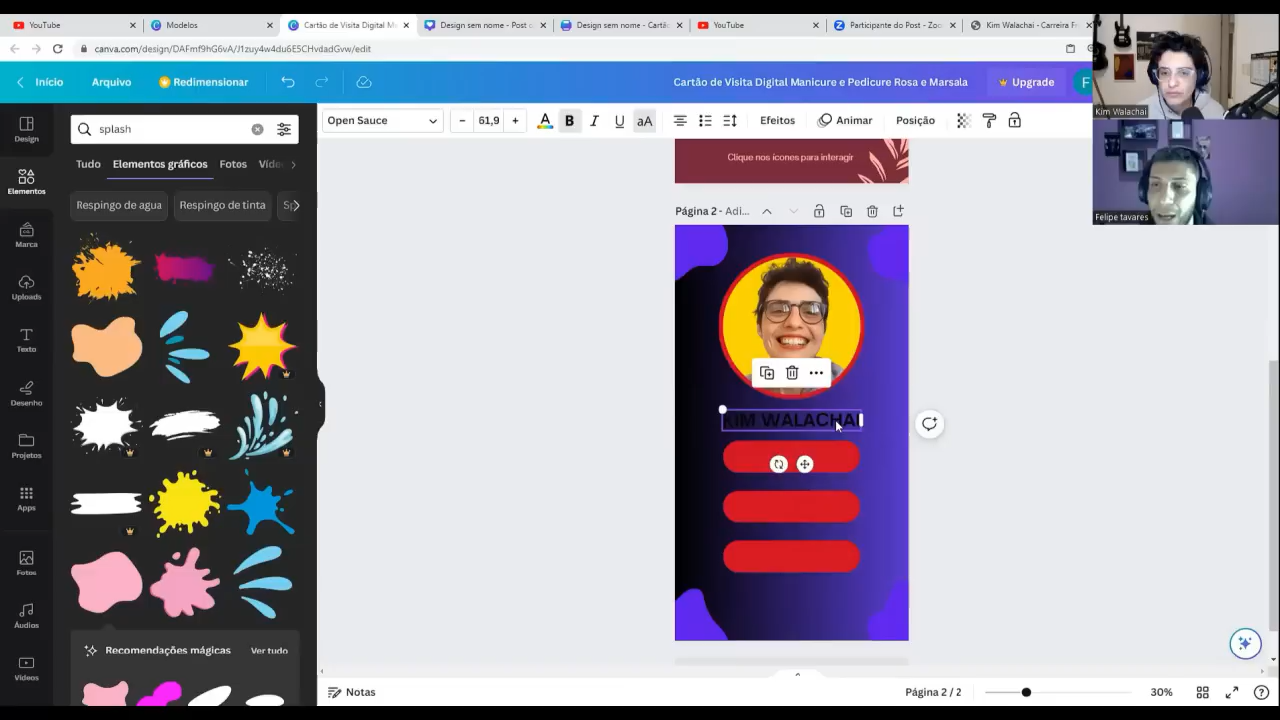 YouTube
Modelos
Cartão de Visita Digital M
Design sem nome - Post
Design sem nome - Cartã
YouTube
Participante do Post - Zoo
Kim Walachai - Carreira F
canva.com/design/DAFmf9hG6vA/J1zuy4w4du6E5CHvdadGvw/edit
Início
Arquivo
Redimensionar
Cartão de Visita Digital Manicure e Pedicure Rosa e Marsala
Upgrade
F
Kim Walachai
Felipe tavares
Design
Elementos
Marca
Uploads
Texto
Desenho
Projetos
Apps
Fotos
Áudios
Vídeos
splash
Tudo
Elementos gráficos
Fotos
Víde
Respingo de agua
Respingo de tinta
Sp
Recomendações mágicas
Ver tudo
Open Sauce
61,9
A
B
I
U
aA
Efeitos
Animar
Posição
Clique nos ícones para interagir
Página 2 - Adi...
KIM WALACHAI
Notas
Página 2 / 2
30%